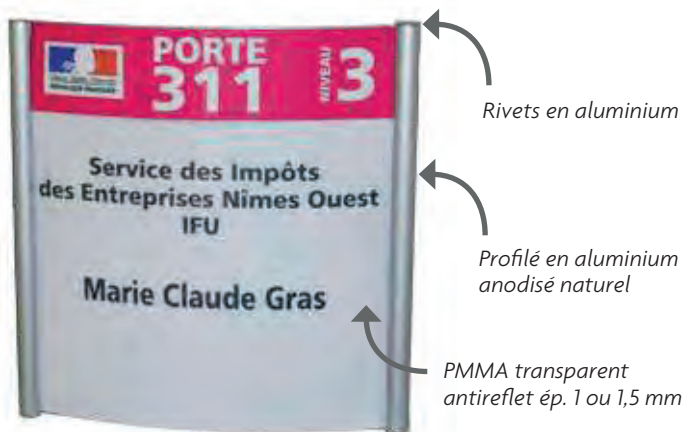 PORTE
311
NIVEAU
3
Service des Impôts
des Entreprises Nîmes Ouest
IFU
Marie Claude Gras
Rivets en aluminium
Profilé en aluminium
anodisé naturel
PMMA transparent
antireflet ép. 1 ou 1,5 mm